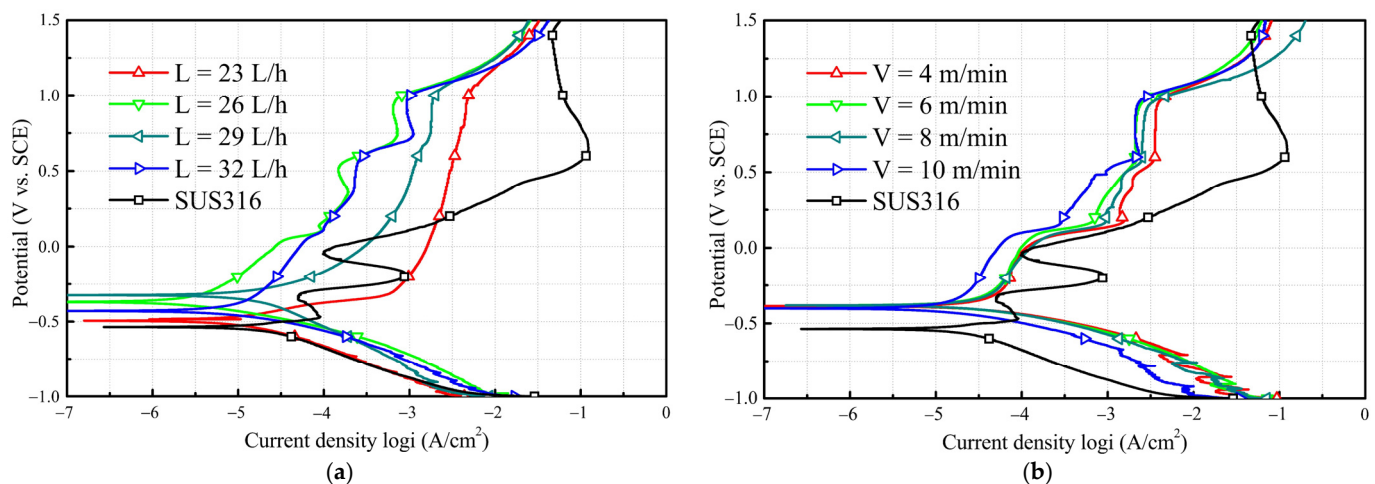 1.5
1.0
0.5
0.0
−0.5
−1.0
Potential (V vs. SCE)
L = 23 L/h
L = 26 L/h
L = 29 L/h
L = 32 L/h
SUS316
−7 −6 −5 −4 −3 −2 −1 0
Current density logi (A/cm²)
(a)
1.5
1.0
0.5
0.0
−0.5
−1.0
Potential (V vs. SCE)
V = 4 m/min
V = 6 m/min
V = 8 m/min
V = 10 m/min
SUS316
−7 −6 −5 −4 −3 −2 −1 0
Current density logi (A/cm²)
(b)